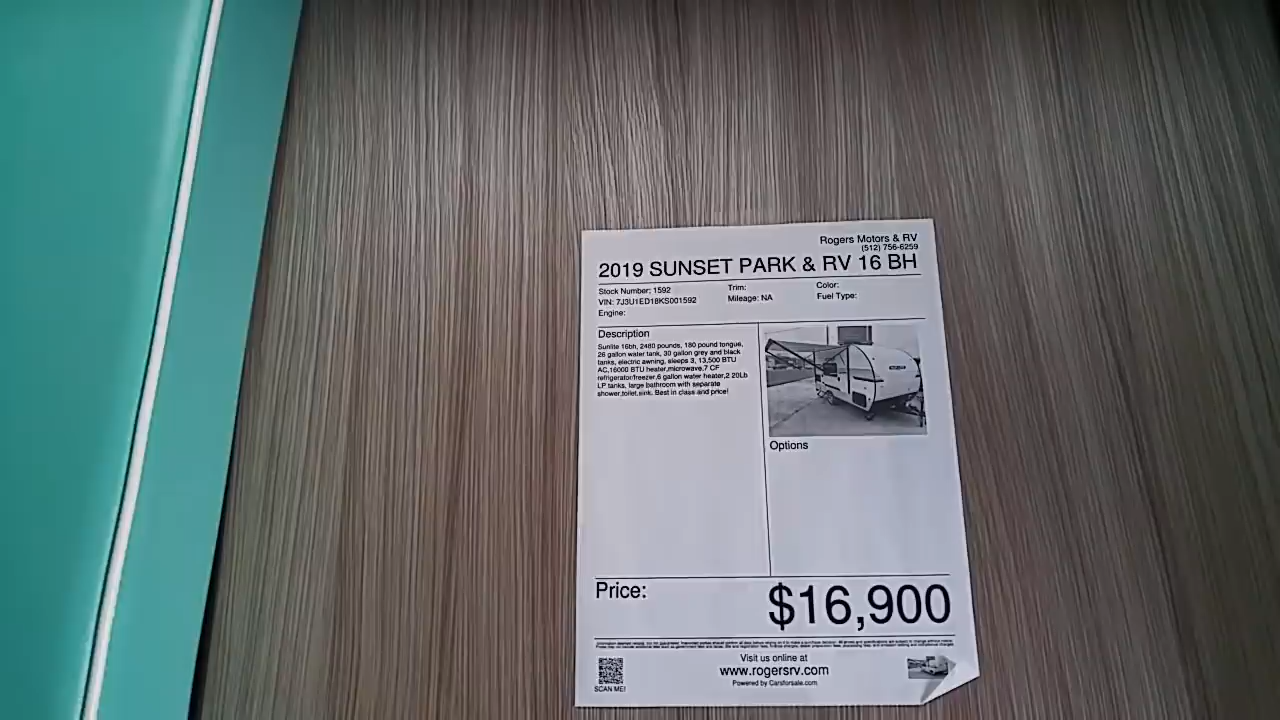 Rogers Motors & RV
(512) 756-6259
2019 SUNSET PARK & RV 16 BH
Stock Number: 1592
Trim:
Color:
VIN: 7J3U1ED18KS001592
Mileage: NA
Fuel Type:
Engine:
Description
Sunlite 16bh, 2480 pounds, 180 pound tongue,
26 gallon water tank, 30 gallon grey and black
tanks, electric awning, sleeps 3, 13,500 BTU
AC,16000 BTU heater,microwave,7 CF
refrigerator/freezer,6 gallon water heater,2 20Lb
LP tanks, large bathroom with separate
shower,toilet,sink. Best in class and price!
Options
Price:
$16,900
SCAN ME!
Visit us online at
www.rogersrv.com
Powered by Carsforsale.com